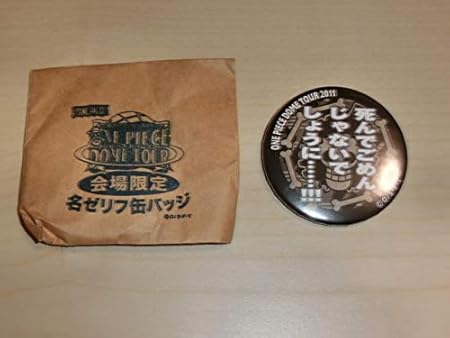 ONE PIECE
DOME TOUR
会場限定
名ゼリフ缶バッジ
ONE PIECE DOME TOUR 2011
死んでごめん
じゃないで
しょうに……!!!